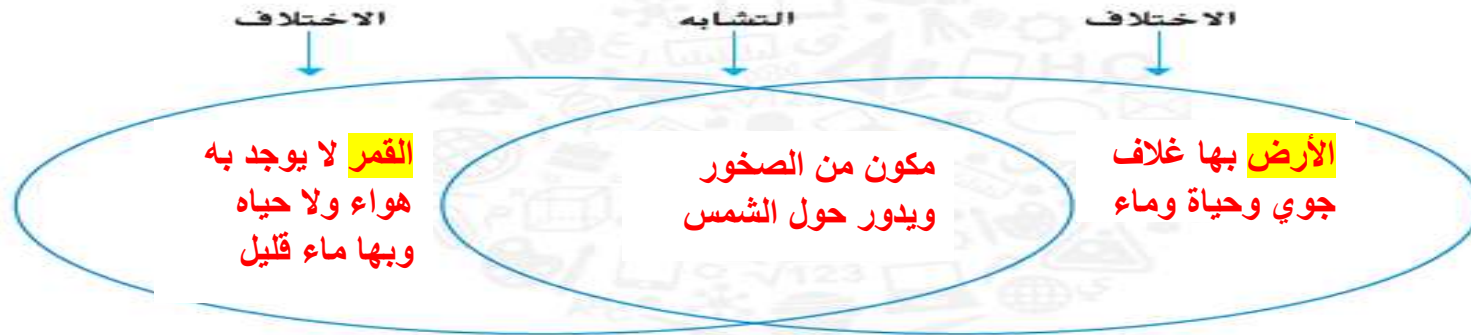 الاختلاف
التشابه
الاختلاف
الأرض بها غلاف
جوي وحياة وماء
مكون من الصخور
ويدور حول الشمس
القمر لا يوجد به
هواء ولا حياه
وبها ماء قليل